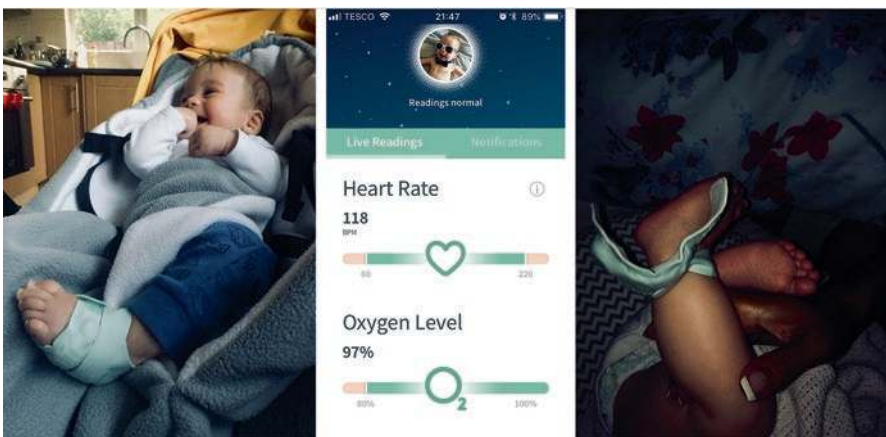 TESCO 21:47 89%
Readings normal
Live Readings Notifications
Heart Rate
118
BPM
60 220
Oxygen Level
97%
2
80% 100%